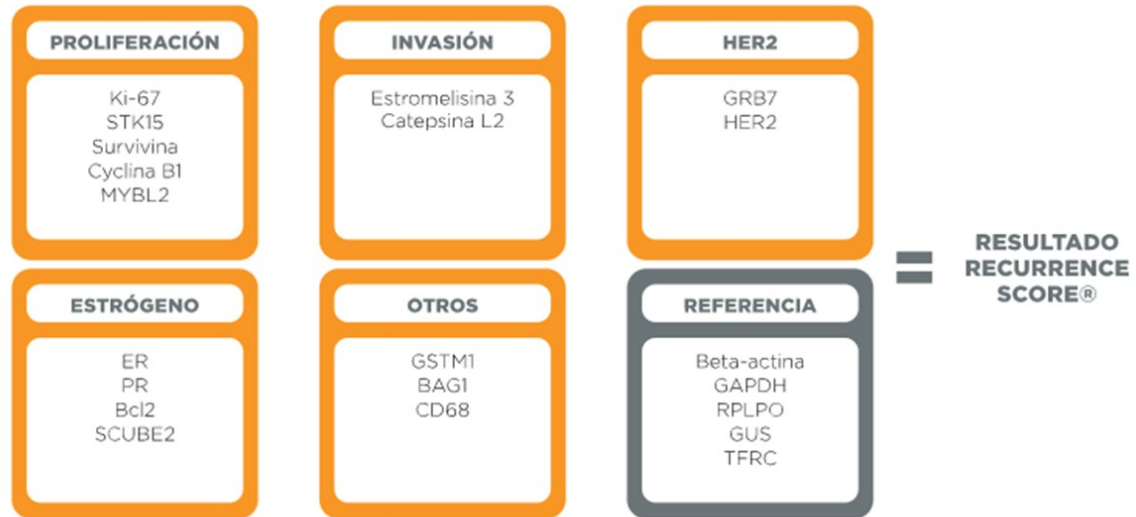 PROLIFERACIÓN
Ki-67
STK15
Survivina
Cyclina B1
MYBL2
INVASIÓN
Estromelisina 3
Catepsina L2
HER2
GRB7
HER2
ESTRÓGENO
ER
PR
Bcl2
SCUBE2
OTROS
GSTM1
BAG1
CD68
REFERENCIA
Beta-actina
GAPDH
RPLPO
GUS
TFRC
=
RESULTADO
RECURRENCE
SCORE®